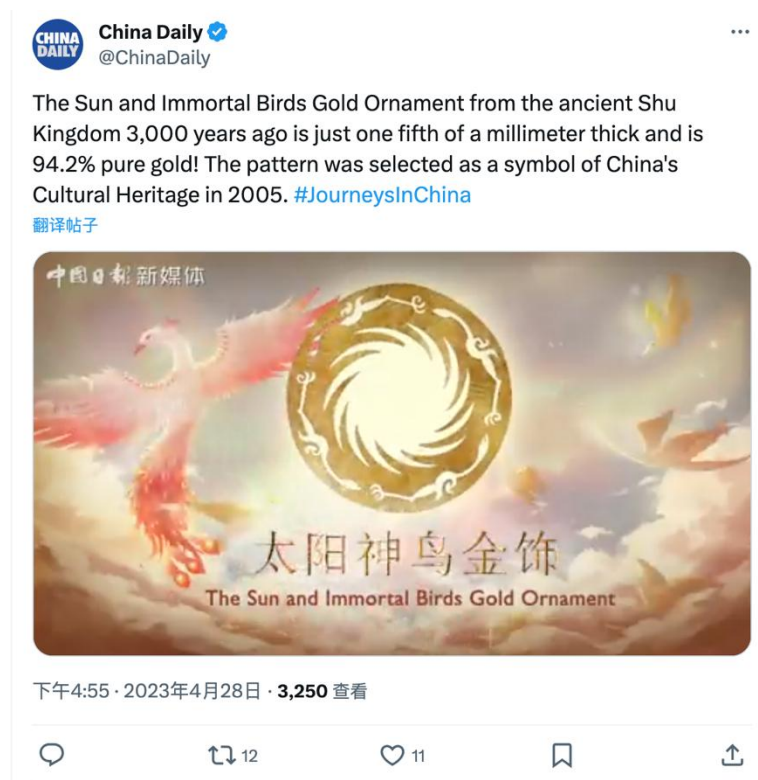 CHINA
DAILY
China Daily
@ChinaDaily
The Sun and Immortal Birds Gold Ornament from the ancient Shu
Kingdom 3,000 years ago is just one fifth of a millimeter thick and is
94.2% pure gold! The pattern was selected as a symbol of China's
Cultural Heritage in 2005. #JourneysInChina
翻译帖子
中国日报 新媒体
太阳神鸟金饰
The Sun and Immortal Birds Gold Ornament
下午4:55 · 2023年4月28日 · 3,250 查看
12
11